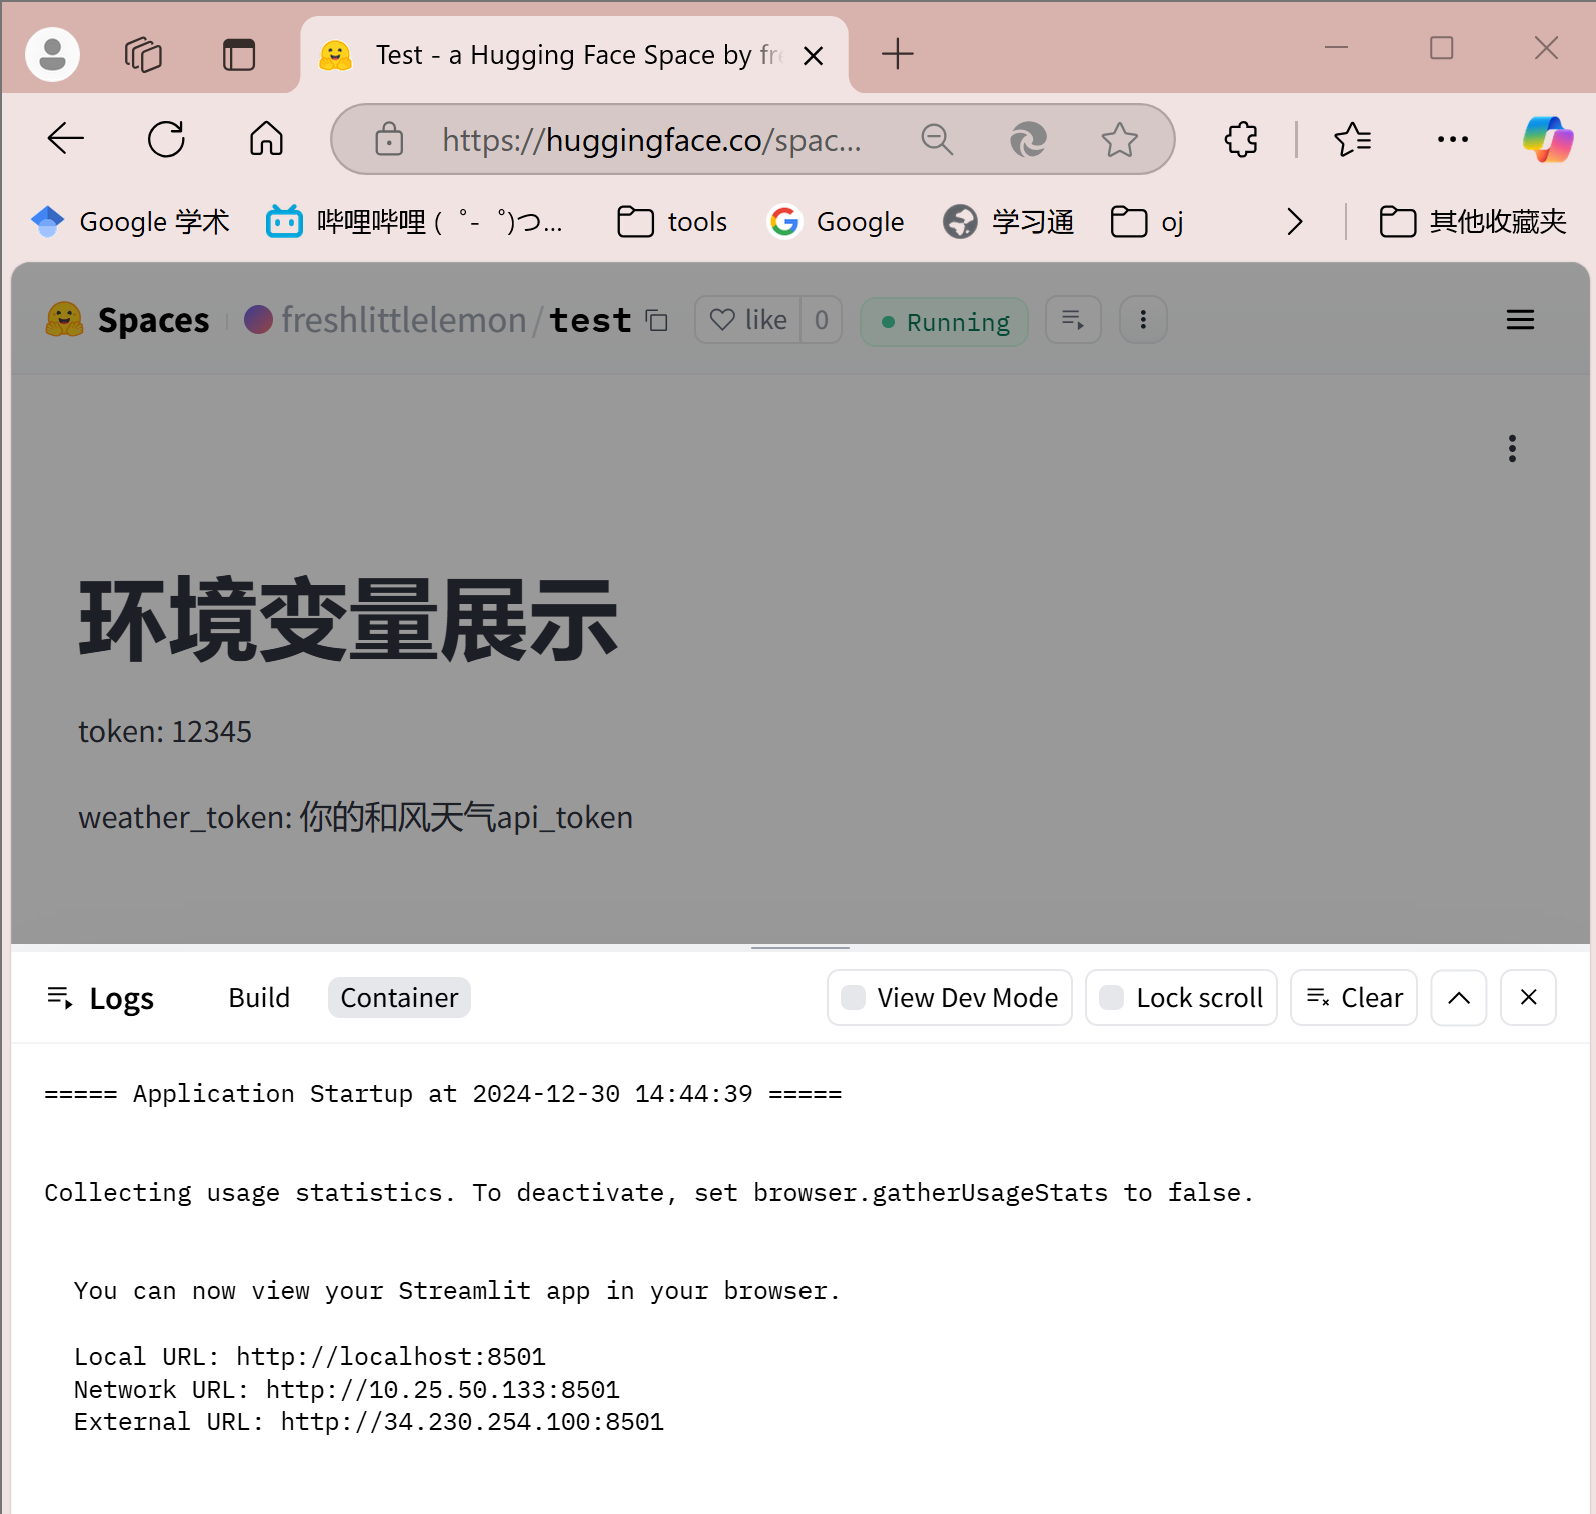 Test - a Hugging Face Space by fre
https://huggingface.co/spac...
Google 学术
哔哩哔哩 ( ゜- ゜)つ...
tools
Google
学习通
oj
其他收藏夹
Spaces
freshlittlelemon/test
like
0
Running
环境变量展示
token: 12345
weather_token: 你的和风天气api_token
Logs
Build
Container
View Dev Mode
Lock scroll
Clear
===== Application Startup at 2024-12-30 14:44:39 =====
Collecting usage statistics. To deactivate, set browser.gatherUsageStats to false.
You can now view your Streamlit app in your browser.
Local URL: http://localhost:8501
Network URL: http://10.25.50.133:8501
External URL: http://34.230.254.100:8501